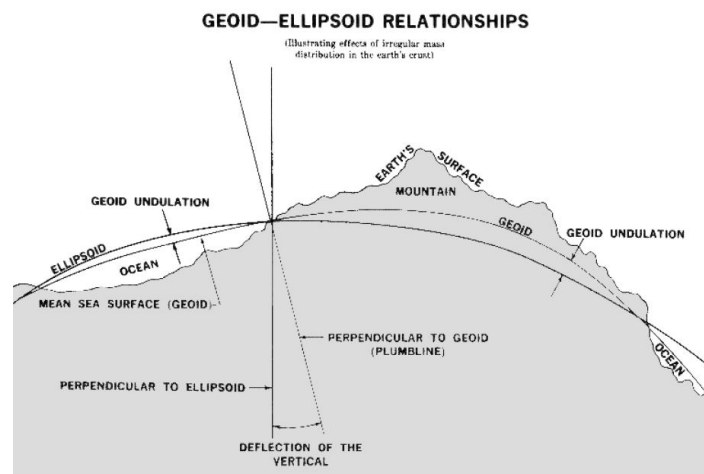 GEOID—ELLIPSOID RELATIONSHIPS
(Illustrating effects of irregular mass
distribution in the earth's crust)
EARTH'S
SURFACE
MOUNTAIN
GEOID UNDULATION
GEOID
GEOID UNDULATION
ELLIPSOID
OCEAN
MEAN SEA SURFACE (GEOID)
PERPENDICULAR TO GEOID
(PLUMBLINE)
OCEAN
PERPENDICULAR TO ELLIPSOID
DEFLECTION OF THE
VERTICAL